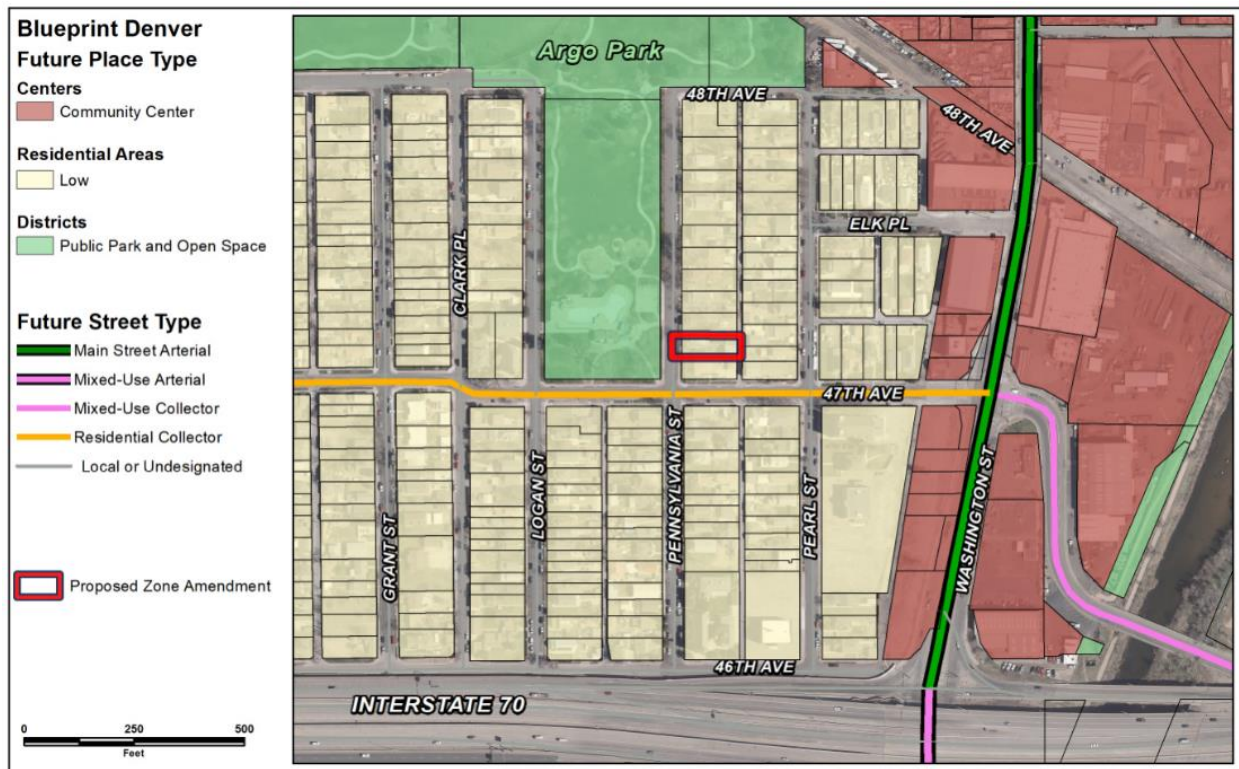 Blueprint Denver
Future Place Type
Centers
Community Center
Residential Areas
Low
Districts
Public Park and Open Space
Future Street Type
Main Street Arterial
Mixed-Use Arterial
Mixed-Use Collector
Residential Collector
Local or Undesignated
Proposed Zone Amendment
0 250 500
Feet
Argo Park
48TH AVE
48TH AVE
ELK PL
CLARK PL
47TH AVE
GRANT ST
LOGAN ST
PENNSYLVANIA ST
PEARL ST
WASHINGTON ST
46TH AVE
INTERSTATE 70